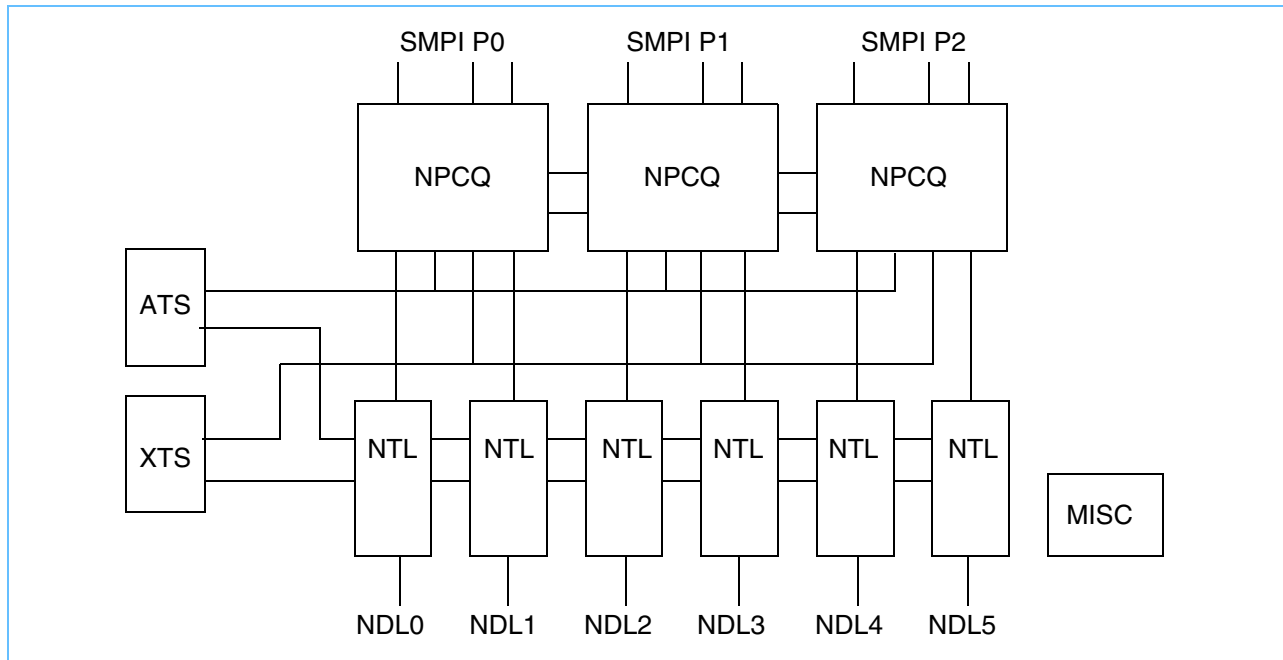 SMPI P0
SMPI P1
SMPI P2
NPCQ
NPCQ
NPCQ
ATS
XTS
NTL
NTL
NTL
NTL
NTL
NTL
MISC
NDL0
NDL1
NDL2
NDL3
NDL4
NDL5